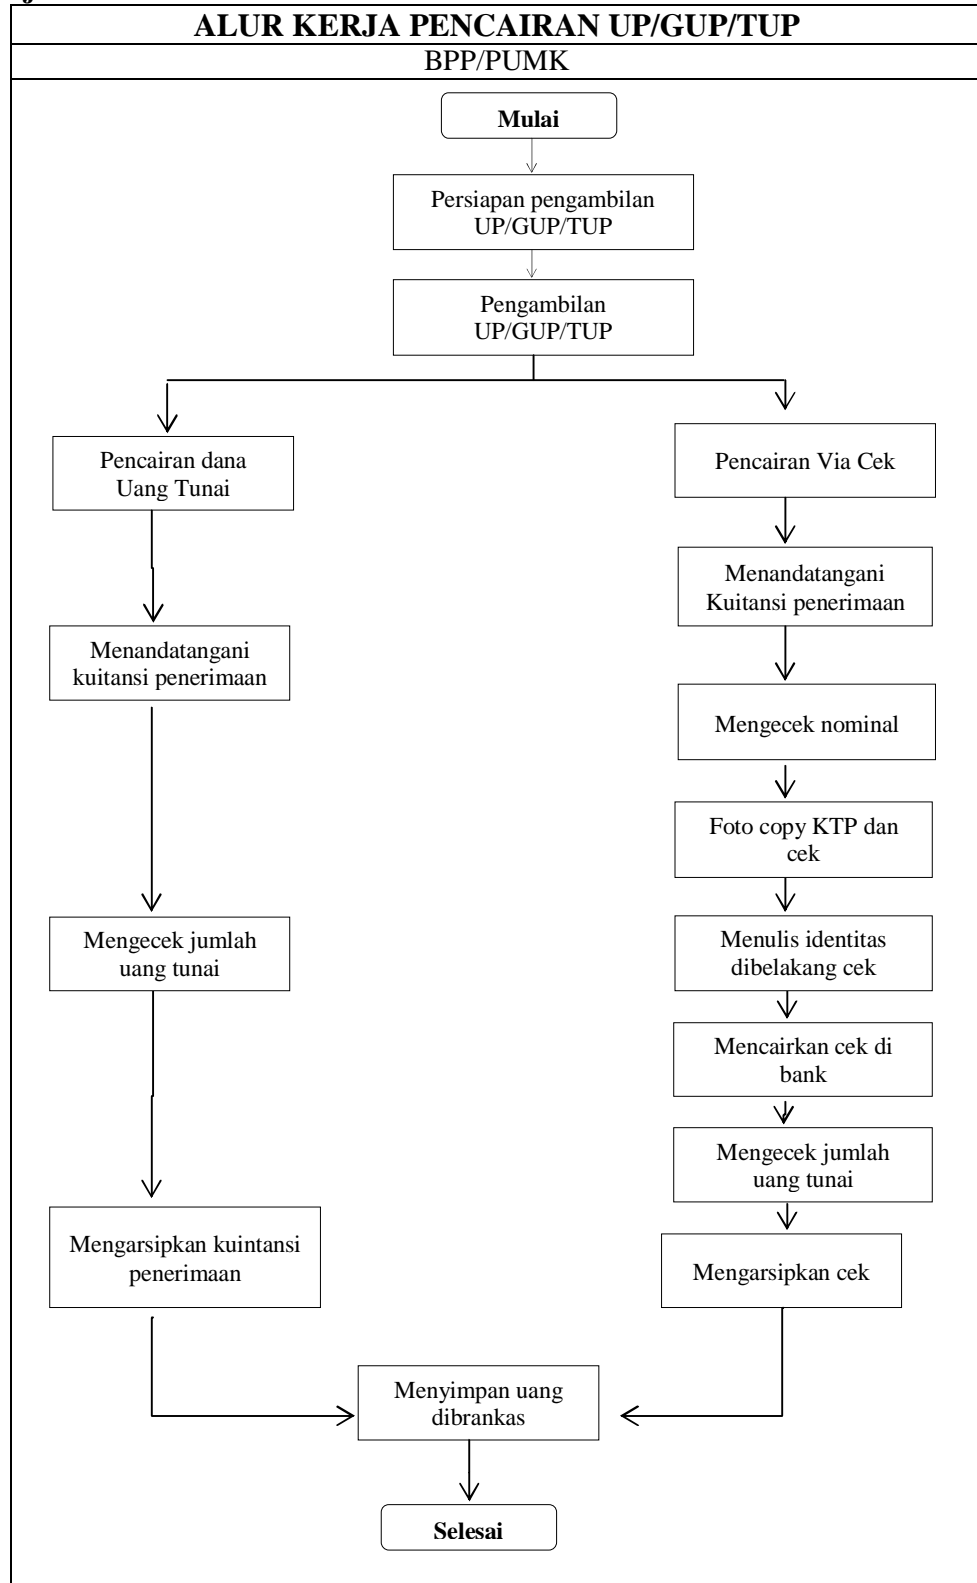 ALUR KERJA PENCAIRAN UP/GUP/TUP
BPP/PUMK
Mulai
Persiapan pengambilan
UP/GUP/TUP
Pengambilan
UP/GUP/TUP
Pencairan dana
Uang Tunai
Menandatangani
kuitansi penerimaan
Mengecek jumlah
uang tunai
Mengarsipkan kuintansi
penerimaan
Pencairan Via Cek
Menandatangani
Kuitansi penerimaan
Mengecek nominal
Foto copy KTP dan
cek
Menulis identitas
dibelakang cek
Mencairkan cek di
bank
Mengecek jumlah
uang tunai
Mengarsipkan cek
Menyimpan uang
dibrankas
Selesai